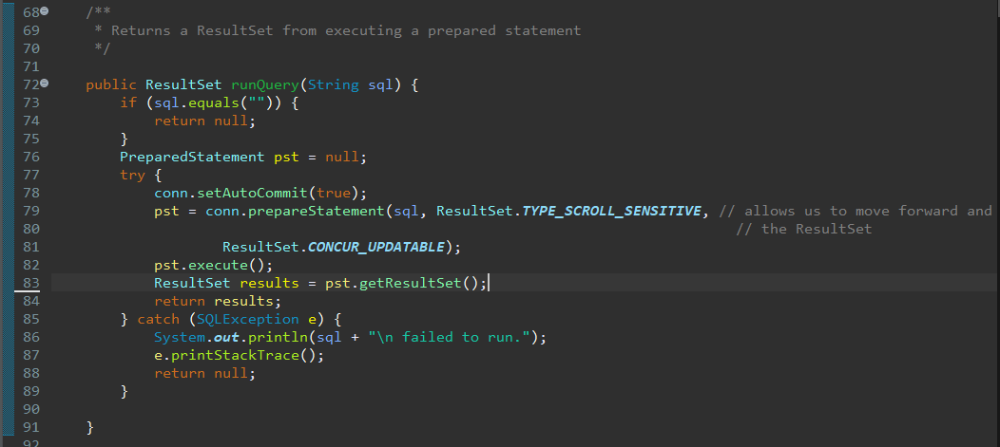 68 /**
69 * Returns a ResultSet from executing a prepared statement
70 */
71
72 public ResultSet runQuery(String sql) {
73 if (sql.equals("")) {
74 return null;
75 }
76 PreparedStatement pst = null;
77 try {
78 conn.setAutoCommit(true);
79 pst = conn.prepareStatement(sql, ResultSet.TYPE_SCROLL_SENSITIVE, // allows us to move forward and
80 // the ResultSet
81 ResultSet.CONCUR_UPDATABLE);
82 pst.execute();
83 ResultSet results = pst.getResultSet();
84 return results;
85 } catch (SQLException e) {
86 System.out.println(sql + "\n failed to run.");
87 e.printStackTrace();
88 return null;
89 }
90
91 }
92